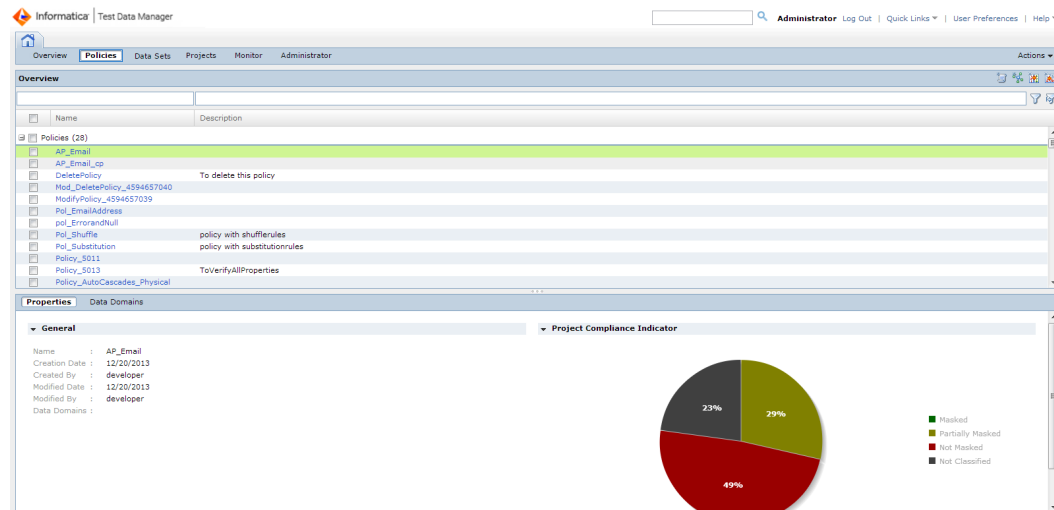 Informatica | Test Data Manager
Administrator Log Out | Quick Links | User Preferences | Help
Overview Policies Data Sets Projects Monitor Administrator Actions
Overview
Name Description
Policies (28)
AP_Email
AP_Email_cp
DeletePolicy To delete this policy
Mod_DeletePolicy_4594657040
ModifyPolicy_4594657039
Pol_EmailAddress
pol_ErrorandNull
Pol_Shuffle policy with shufflerules
Pol_Substitution policy with substitutionrules
Policy_5011
Policy_5013 ToVerifyAllProperties
Policy_AutoCascades_Physical
Properties Data Domains
General
Name : AP_Email
Creation Date : 12/20/2013
Created By : developer
Modified Date : 12/20/2013
Modified By : developer
Data Domains :
Project Compliance Indicator
23%
29%
49%
Masked
Partially Masked
Not Masked
Not Classified